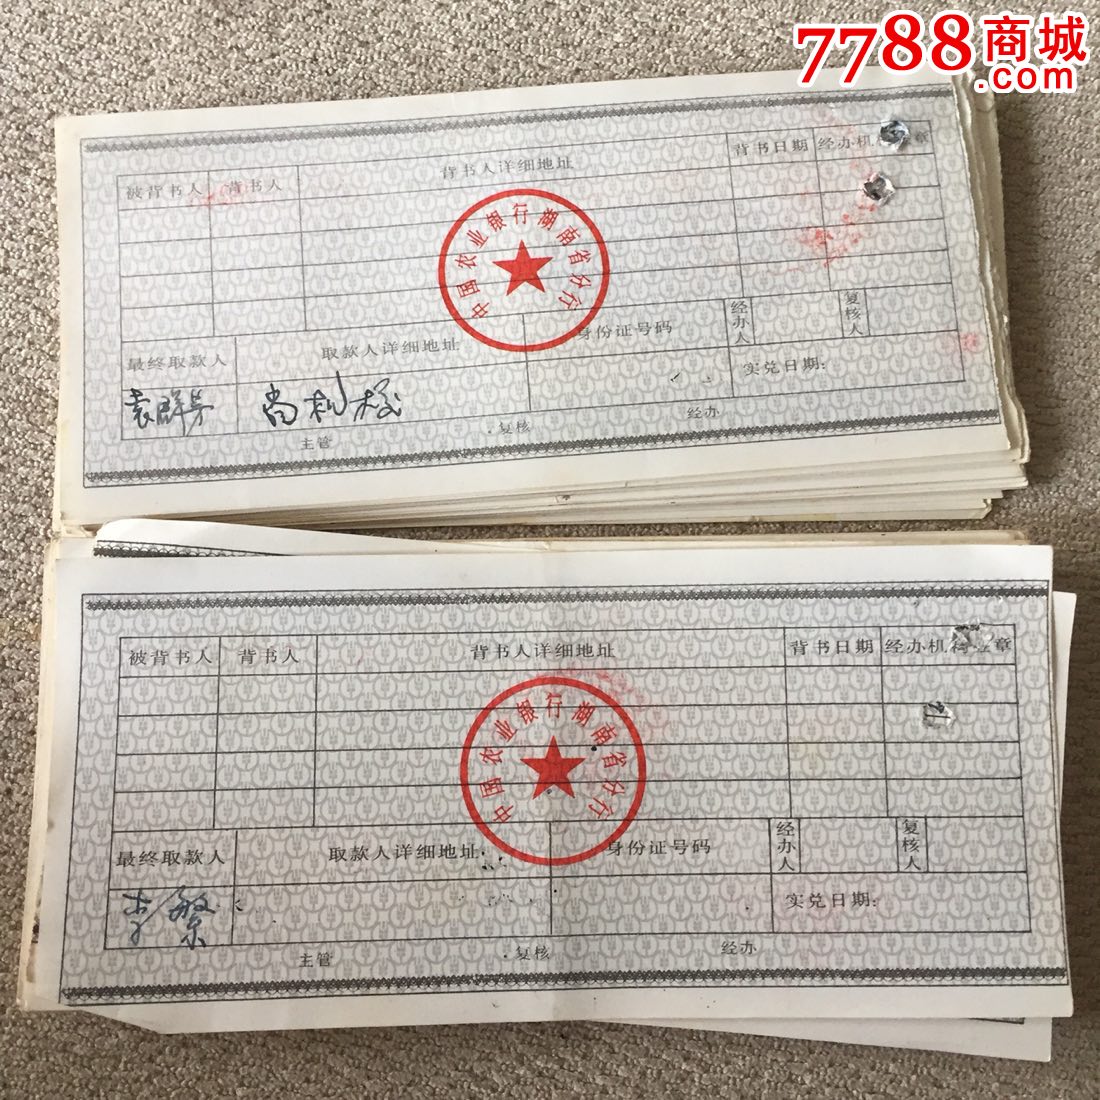 7788商城
.com
被背书人 背书人 背书人详细地址 背书日期 经办机构签章
中国农业银行湖南省分行
最终取款人 取款人详细地址 身份证号码 经办人 复核人
实兑日期:
袁群芳
主管 复核 经办
被背书人 背书人 背书人详细地址 背书日期 经办机构签章
中国农业银行湖南省分行
最终取款人 取款人详细地址 身份证号码 经办人 复核人
李繁 实兑日期:
主管 复核 经办